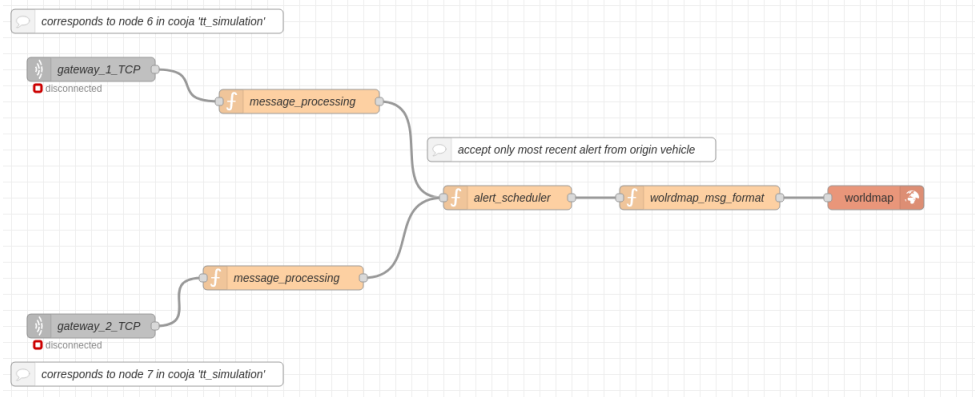 corresponds to node 6 in cooja 'tt_simulation'
gateway_1_TCP
disconnected
message_processing
accept only most recent alert from origin vehicle
alert_scheduler
wolrdmap_msg_format
worldmap
message_processing
gateway_2_TCP
disconnected
corresponds to node 7 in cooja 'tt_simulation'